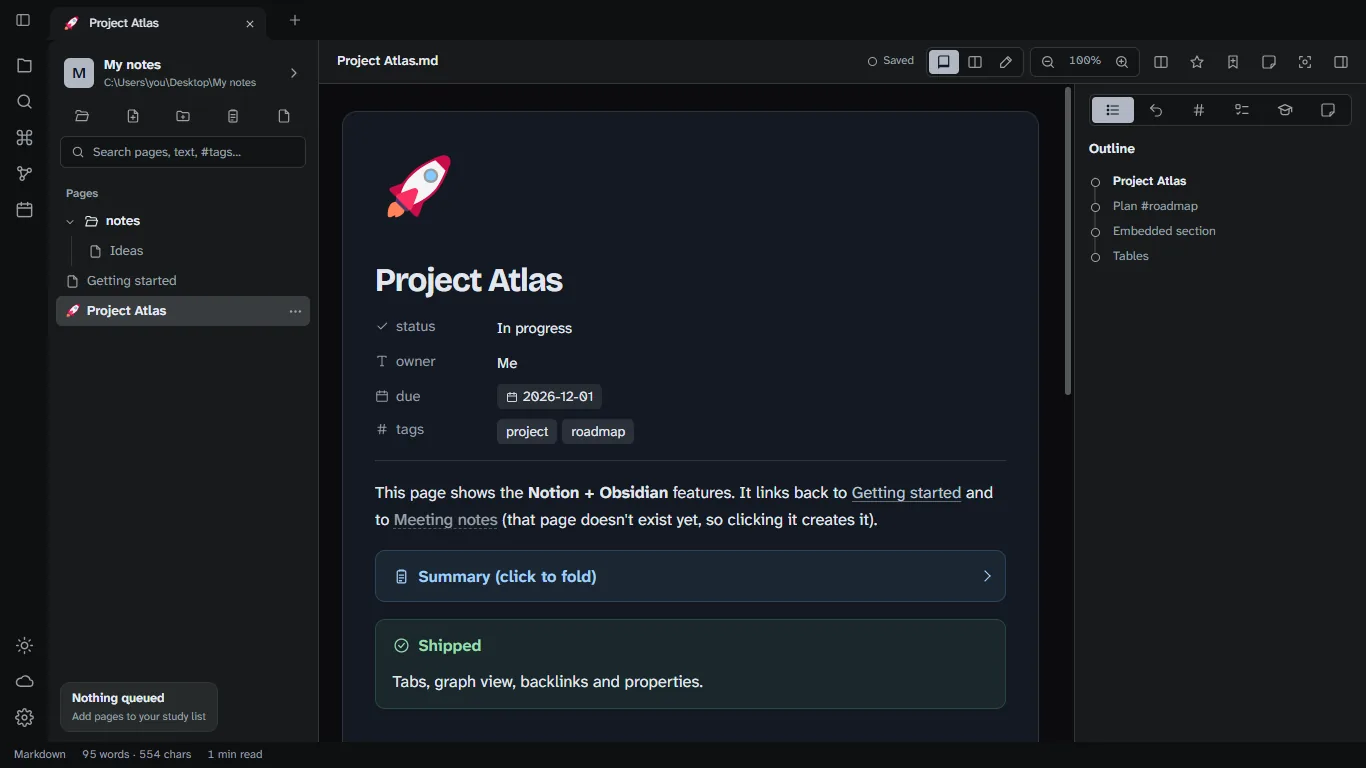 Project Atlas
My notes
C:\Users\you\Desktop\My notes
M
Search pages, text, #tags...
Pages
notes
Ideas
Getting started
Project Atlas
Nothing queued
Add pages to your study list
Project Atlas.md
Saved
100%
Project Atlas
status In progress
owner Me
due 2026-12-01
tags project roadmap
This page shows the Notion + Obsidian features. It links back to Getting started and
to Meeting notes (that page doesn't exist yet, so clicking it creates it).
Summary (click to fold)
Shipped
Tabs, graph view, backlinks and properties.
Outline
Project Atlas
Plan #roadmap
Embedded section
Tables
Markdown 95 words · 554 chars 1 min read